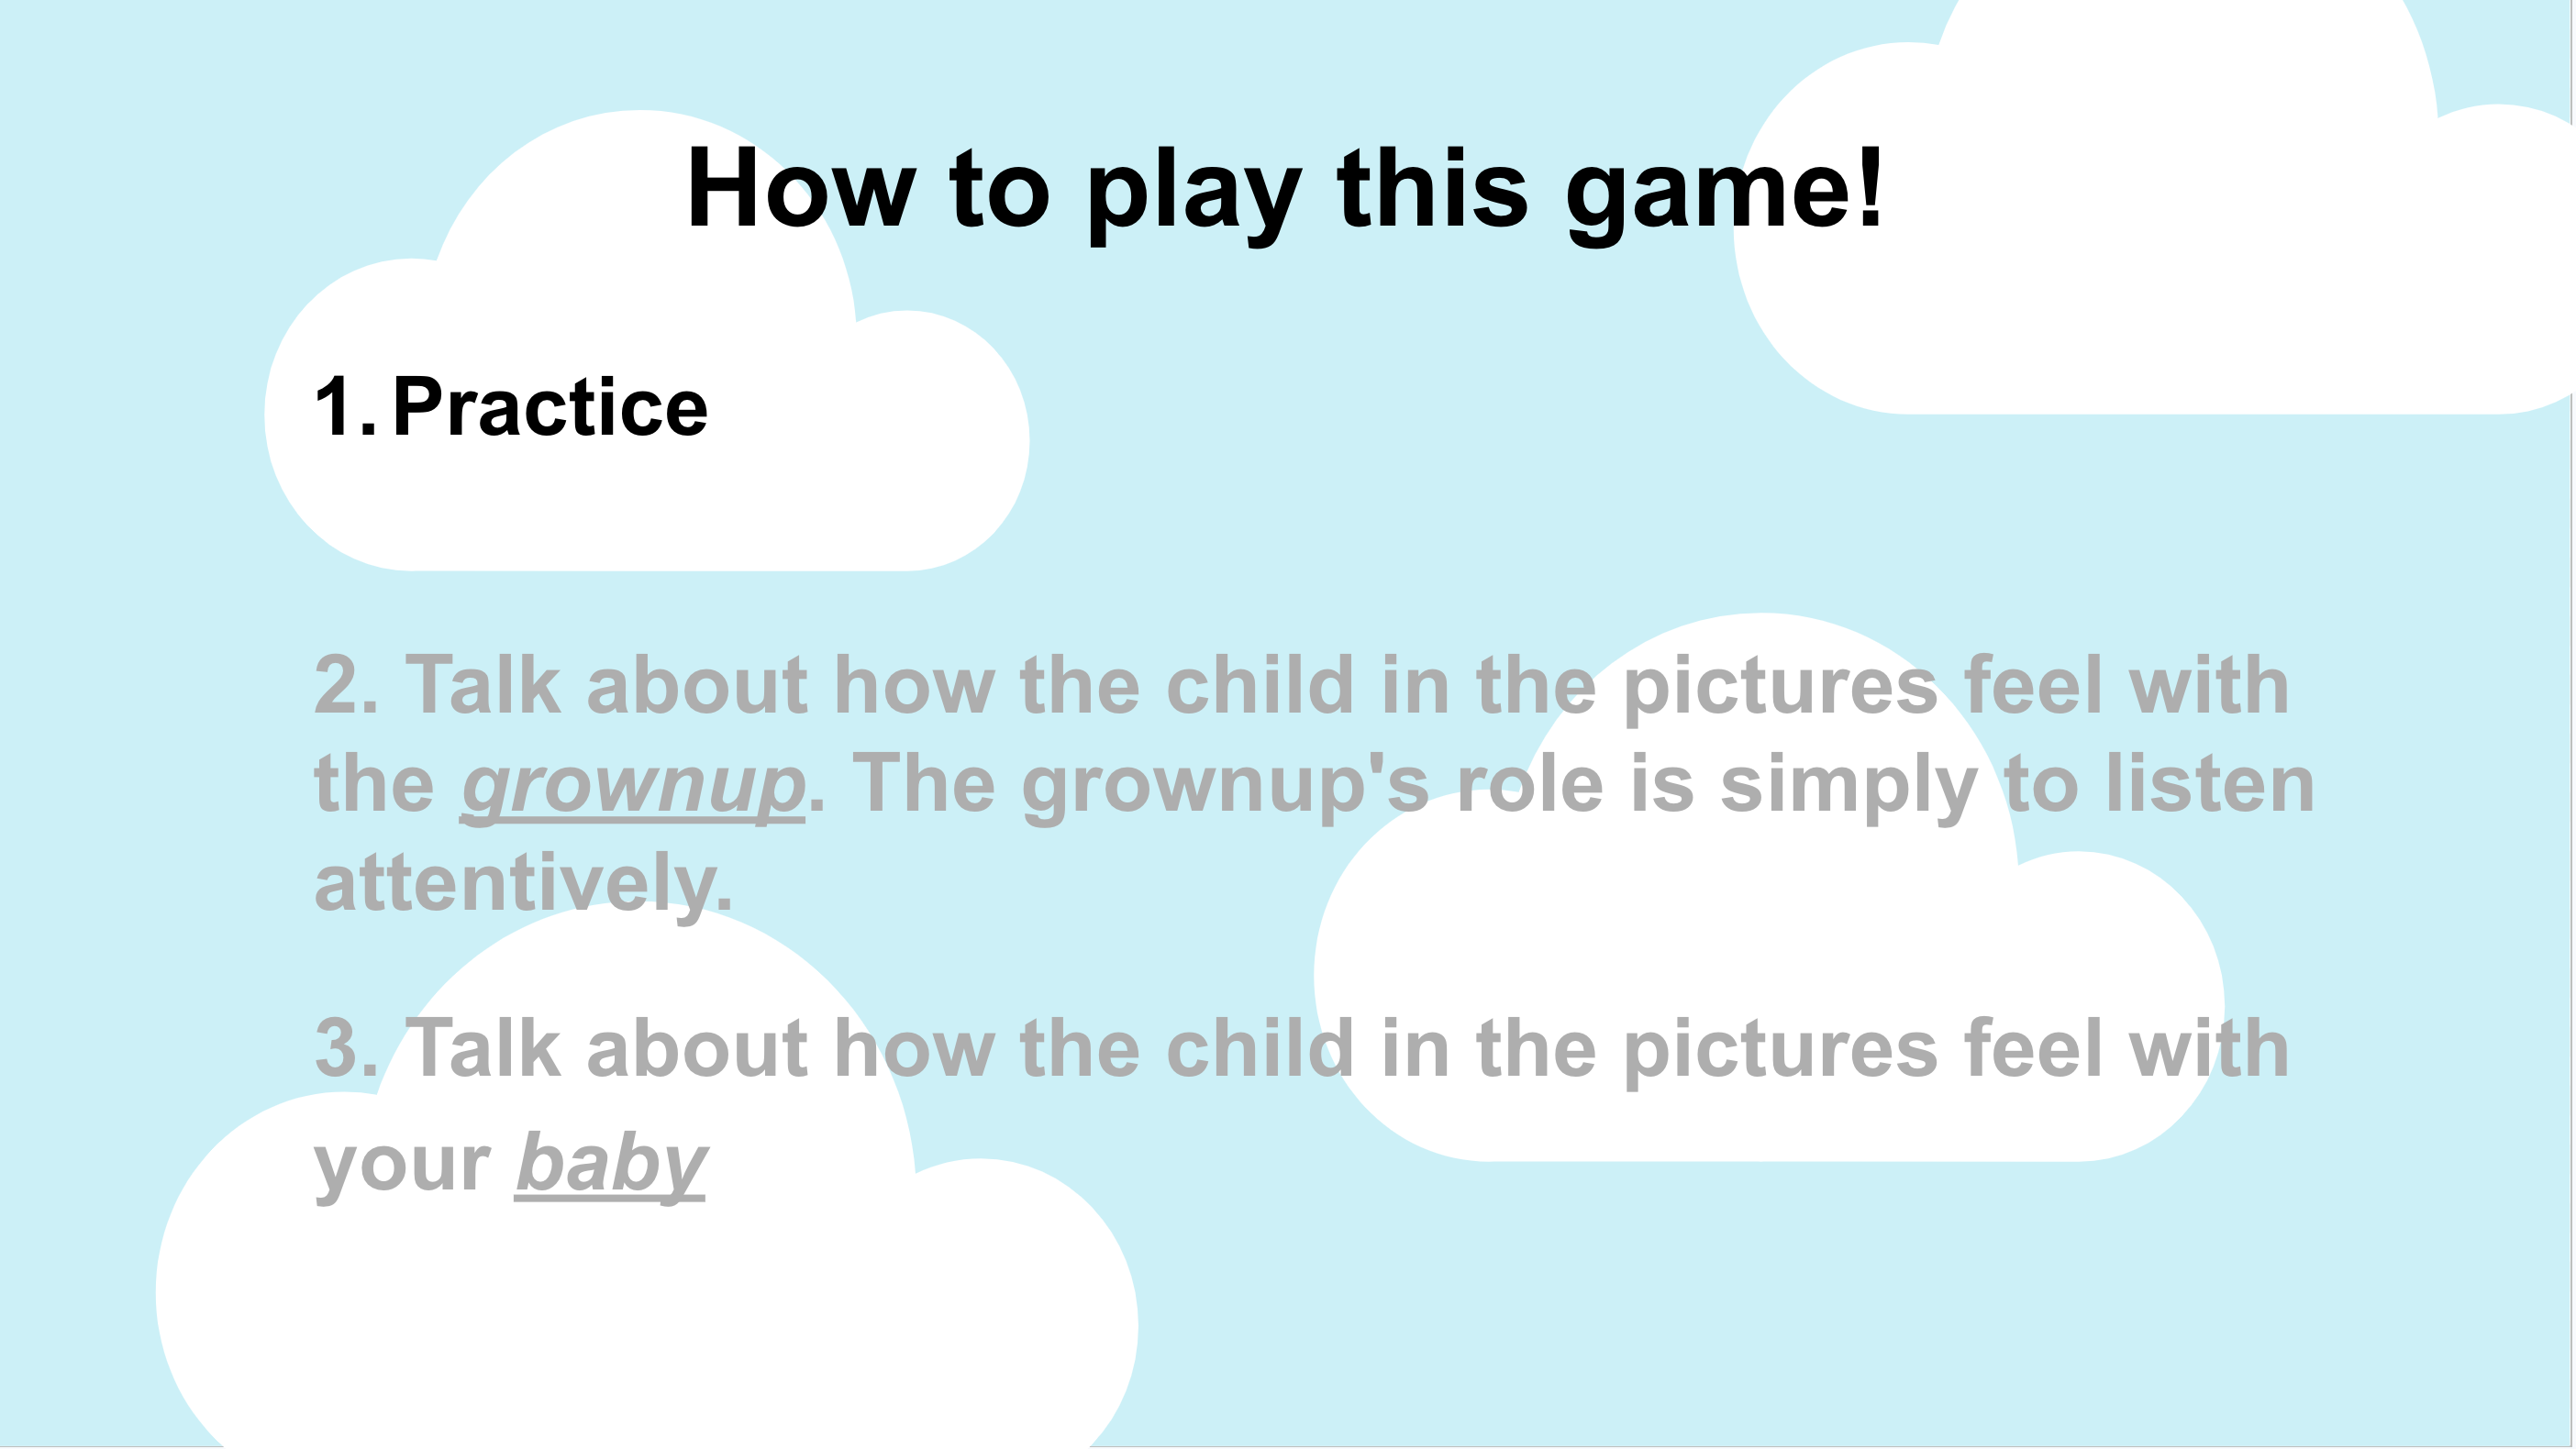 How to play this game!
1. Practice
2. Talk about how the child in the pictures feel with
the grownup. The grownup's role is simply to listen
attentively.
3. Talk about how the child in the pictures feel with
your baby